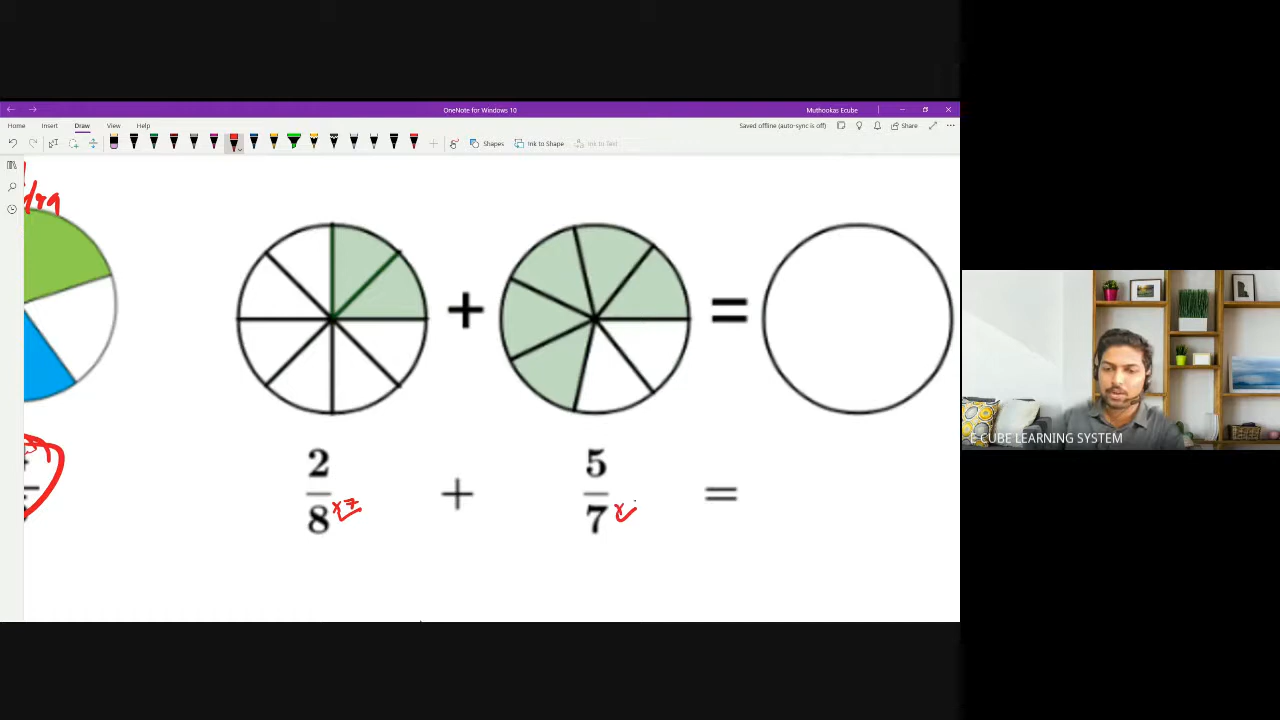 OneNote for Windows 10
Muthookas Ecube
Home Insert Draw View Help
Saved offline (auto-sync is off)
Share
Shapes
Ink to Shape
Ink to Text
+ =
2/8 ×7 + 5/7 × =
E CUBE LEARNING SYSTEM